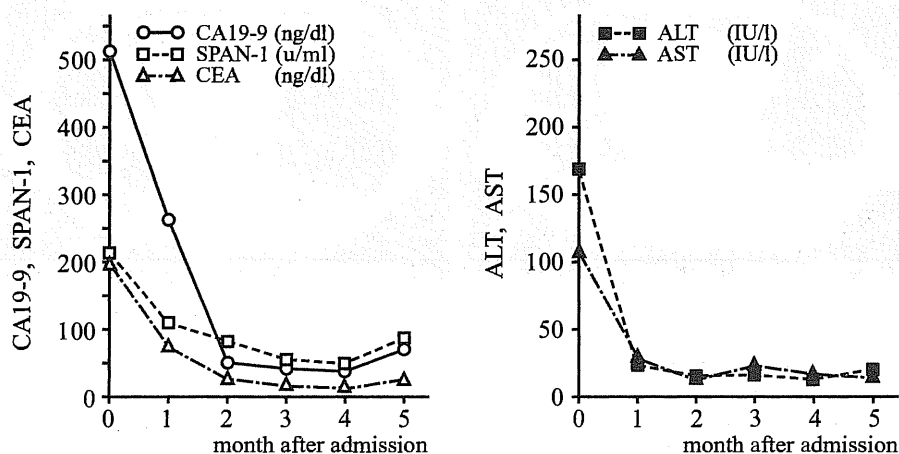 CA19-9 (ng/dl)
SPAN-1 (u/ml)
CEA (ng/dl)
CA19-9, SPAN-1, CEA
500
400
300
200
100
0
0 1 2 3 4 5
month after admission
ALT (IU/l)
AST (IU/l)
ALT, AST
250
200
150
100
50
0
0 1 2 3 4 5
month after admission